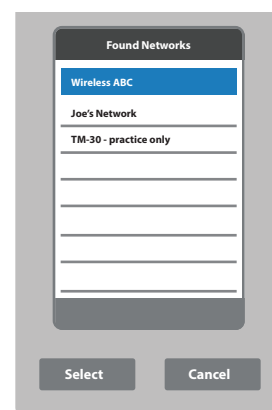 Found Networks
Wireless ABC
Joe's Network
TM-30 - practice only
Select Cancel